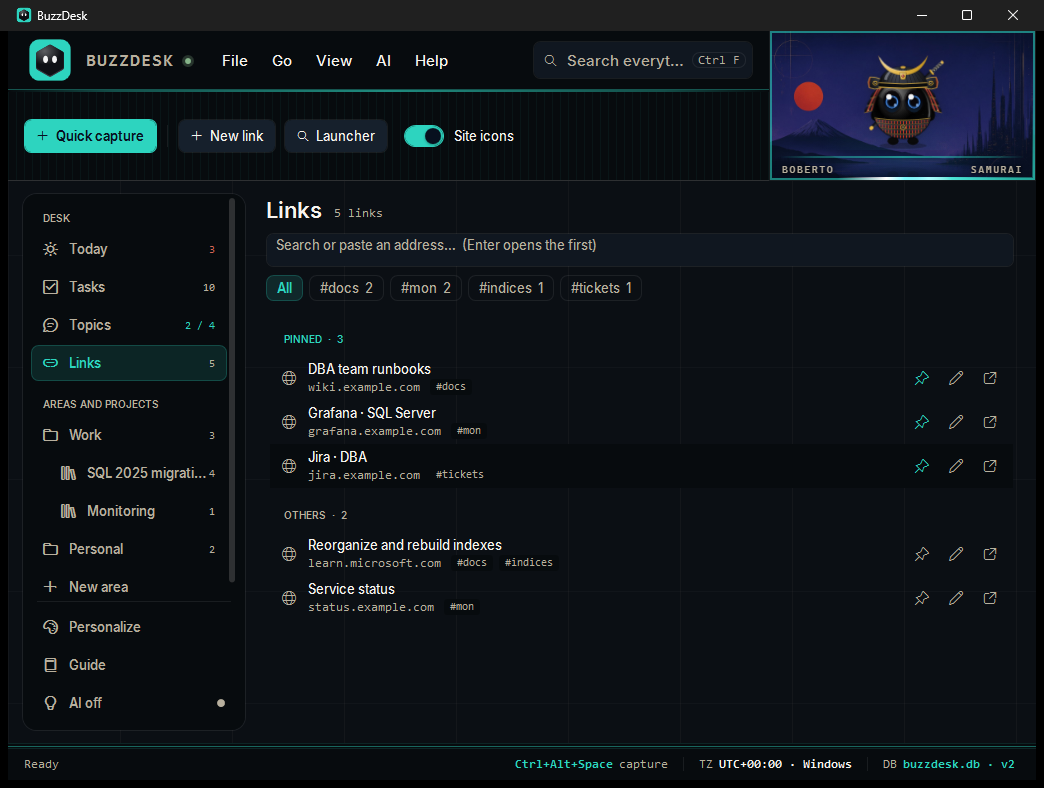 BuzzDesk
BUZZDESK File Go View AI Help
Search everyt... Ctrl F
+ Quick capture + New link Launcher Site icons
BOBERTO SAMURAI
DESK
Today 3
Tasks 10
Topics 2 / 4
Links 5
AREAS AND PROJECTS
Work 3
SQL 2025 migrati... 4
Monitoring 1
Personal 2
+ New area
Personalize
Guide
AI off
Links 5 links
Search or paste an address... (Enter opens the first)
All #docs 2 #mon 2 #indices 1 #tickets 1
PINNED · 3
DBA team runbooks
wiki.example.com #docs
Grafana · SQL Server
grafana.example.com #mon
Jira · DBA
jira.example.com #tickets
OTHERS · 2
Reorganize and rebuild indexes
learn.microsoft.com #docs #indices
Service status
status.example.com #mon
Ready Ctrl+Alt+Space capture TZ UTC+00:00 · Windows DB buzzdesk.db · v2